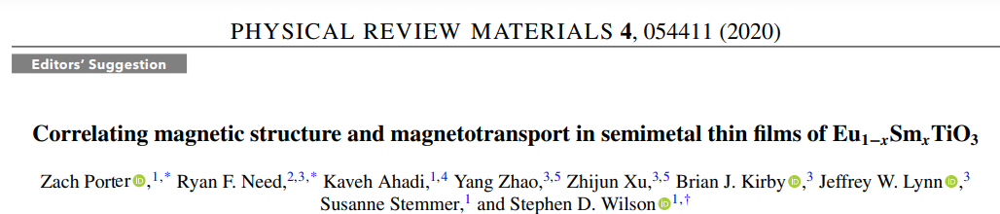 PHYSICAL REVIEW MATERIALS 4, 054411 (2020)
Editors' Suggestion
Correlating magnetic structure and magnetotransport in semimetal thin films of Eu₁₋ₓSmₓTiO₃
Zach Porter,¹,* Ryan F. Need,²,³,* Kaveh Ahadi,¹,⁴ Yang Zhao,³,⁵ Zhijun Xu,³,⁵ Brian J. Kirby,³ Jeffrey W. Lynn,³
Susanne Stemmer,¹ and Stephen D. Wilson¹,†